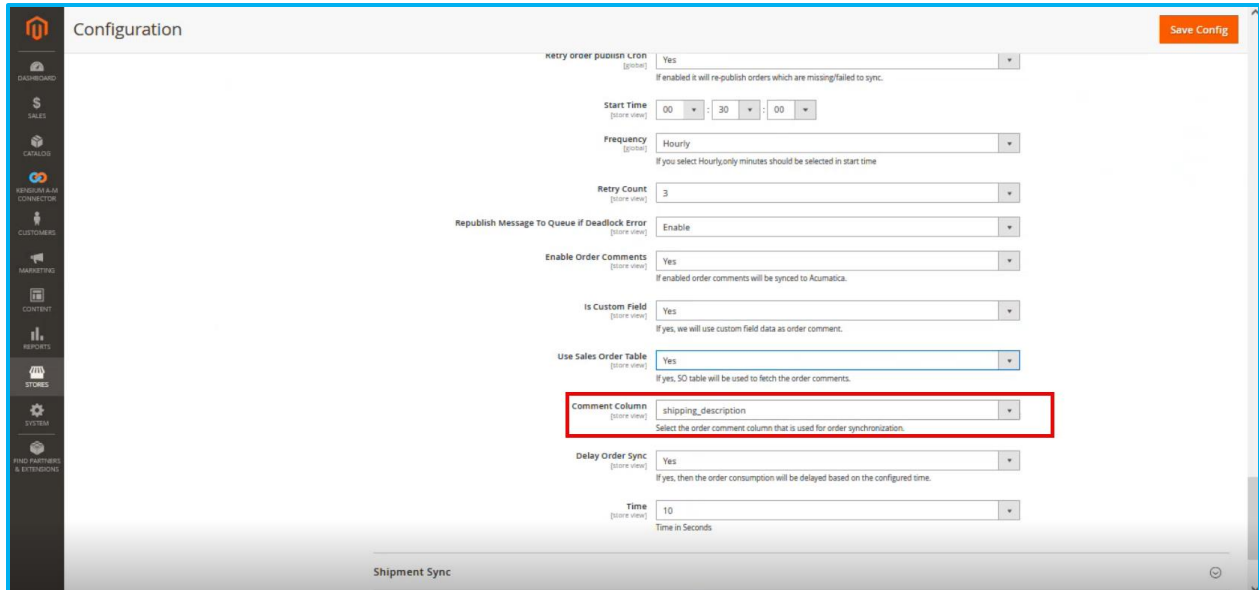 Configuration
Save Config
DASHBOARD
SALES
CATALOG
KENSIUM A-M
CONNECTOR
CUSTOMERS
MARKETING
CONTENT
REPORTS
STORES
SYSTEM
FIND PARTNERS
& EXTENSIONS
Retry order publish Cron
[global]
Yes
If enabled it will re-publish orders which are missing/failed to sync.
Start Time
[store view]
00 : 30 : 00
Frequency
[global]
Hourly
If you select Hourly,only minutes should be selected in start time
Retry Count
[store view]
3
Republish Message To Queue if Deadlock Error
[store view]
Enable
Enable Order Comments
[store view]
Yes
If enabled order comments will be synced to Acumatica.
Is Custom Field
[store view]
Yes
If yes, we will use custom field data as order comment.
Use Sales Order Table
[store view]
Yes
If yes, SO table will be used to fetch the order comments.
Comment Column
[store view]
shipping_description
Select the order comment column that is used for order synchronization.
Delay Order Sync
[store view]
Yes
If yes, then the order consumption will be delayed based on the configured time.
Time
[store view]
10
Time in Seconds
Shipment Sync